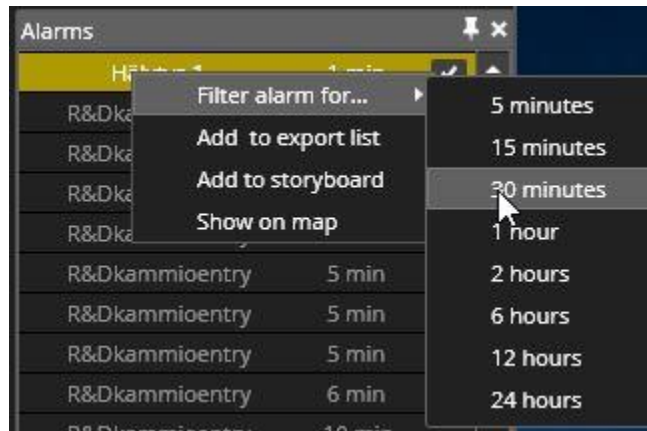 Alarms
Filter alarm for...
5 minutes
R&Dka
Add  to export list
15 minutes
R&Dka
Add to storyboard
30 minutes
R&Dka
Show on map
1 hour
R&Dka
R&Dkammioentry 5 min
2 hours
R&Dkammioentry 5 min
6 hours
R&Dkammioentry 5 min
12 hours
R&Dkammioentry 6 min
24 hours